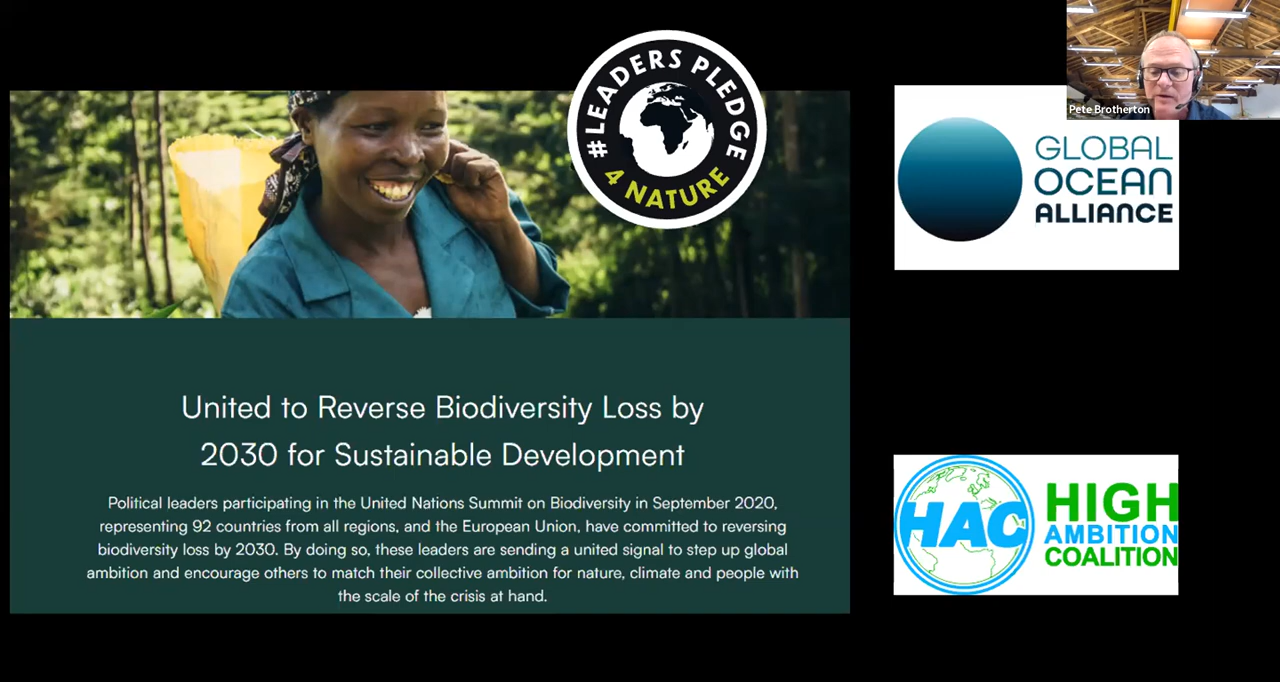 #LEADERS PLEDGE
4 NATURE
Pete Brotherton
GLOBAL
OCEAN
ALLIANCE
United to Reverse Biodiversity Loss by
2030 for Sustainable Development
Political leaders participating in the United Nations Summit on Biodiversity in September 2020,
representing 92 countries from all regions, and the European Union, have committed to reversing
biodiversity loss by 2030. By doing so, these leaders are sending a united signal to step up global
ambition and encourage others to match their collective ambition for nature, climate and people with
the scale of the crisis at hand.
HAC
HIGH
AMBITION
COALITION